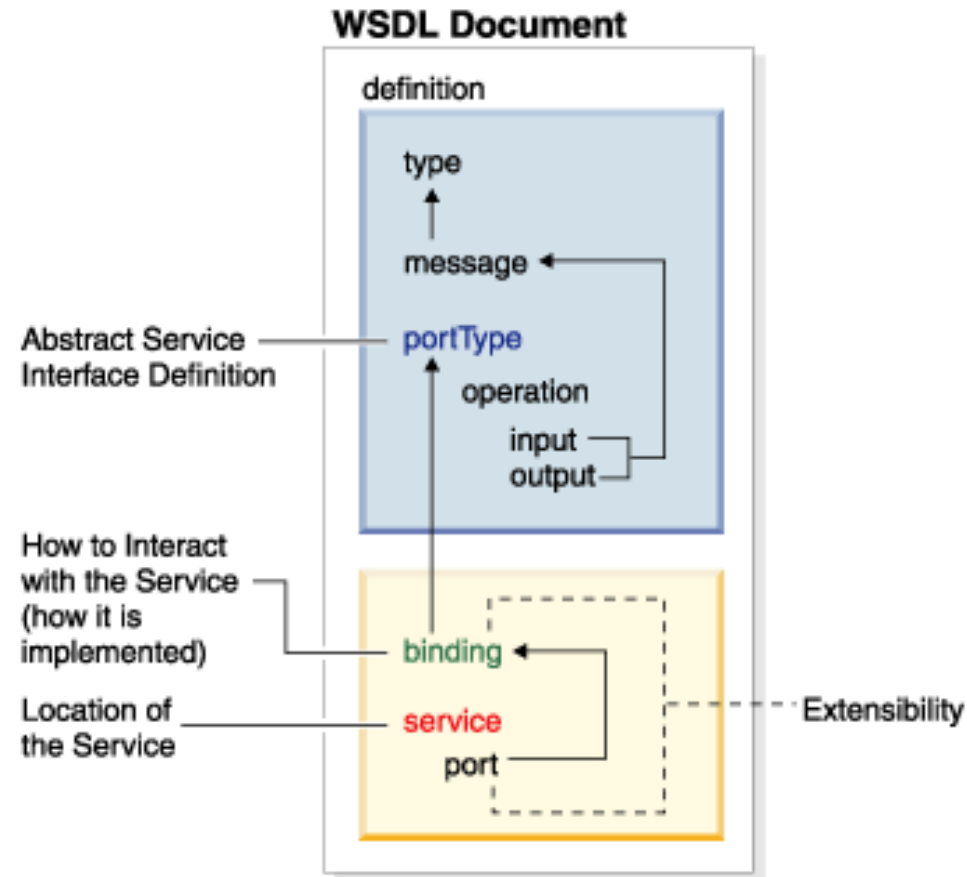 WSDL Document
definition
type
message
Abstract Service
Interface Definition
portType
operation
input
output
How to Interact
with the Service
(how it is
implemented)
binding
Location of
the Service
service
port
Extensibility